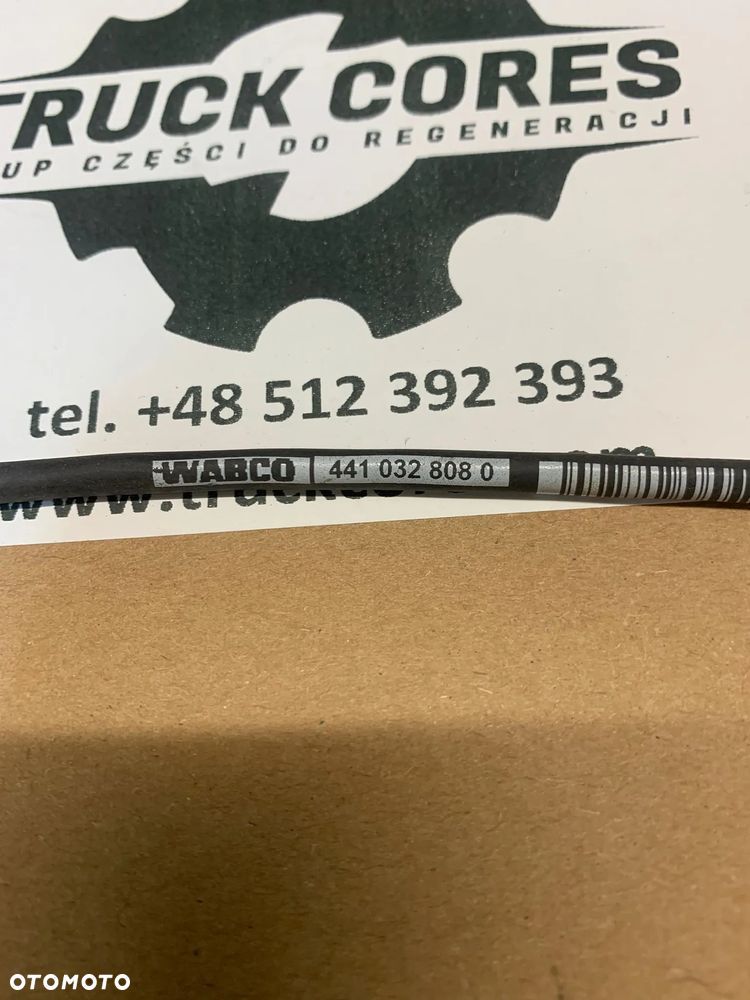 TRUCK CORES
UP CZĘŚCI DO REGENERACJI
tel. +48 512 392 393
WABCO 441 032 808 0
OTOMOTO